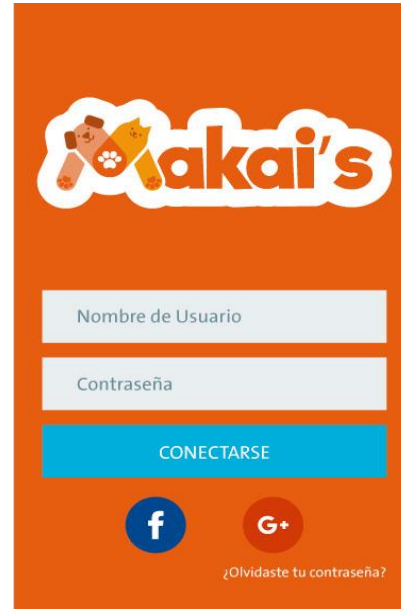 Makai's
Nombre de Usuario
Contraseña
CONECTARSE
f
G+
¿Olvidaste tu contraseña?